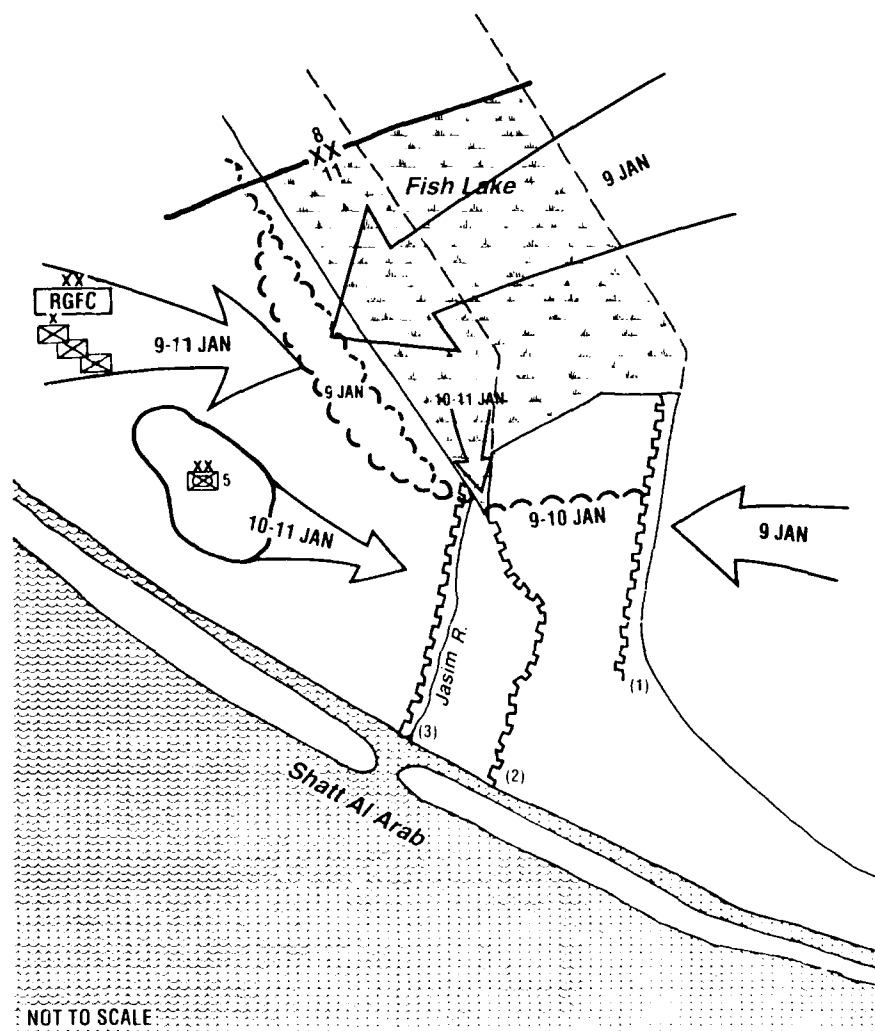 8
XX
11
Fish Lake
9 JAN
XX
RGFC
X
9-11 JAN
9 JAN
10-11 JAN
XX
5
10-11 JAN
9-10 JAN
9 JAN
Jasim R.
(1)
(3)
(2)
Shatt Al Arab
NOT TO SCALE